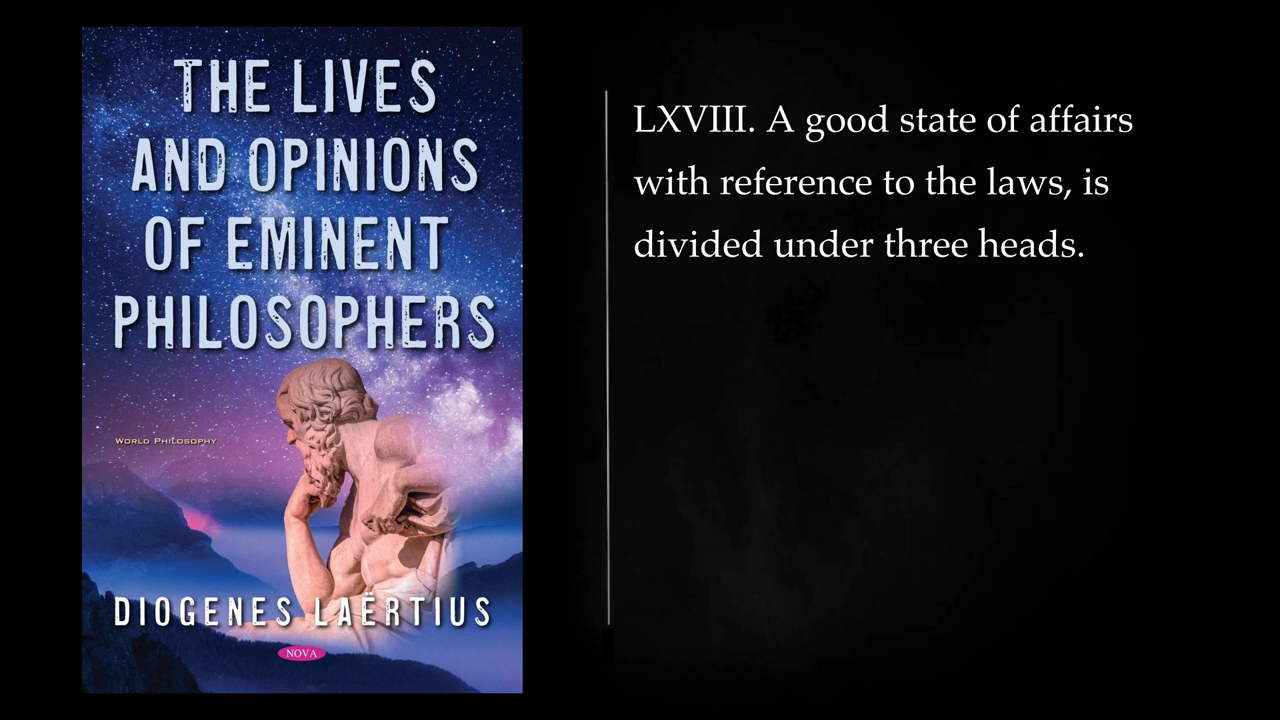 THE LIVES
AND OPINIONS
OF EMINENT
PHILOSOPHERS
WORLD PHILOSOPHY
DIOGENES LAËRTIUS
NOVA
LXVIII. A good state of affairs
with reference to the laws, is
divided under three heads.